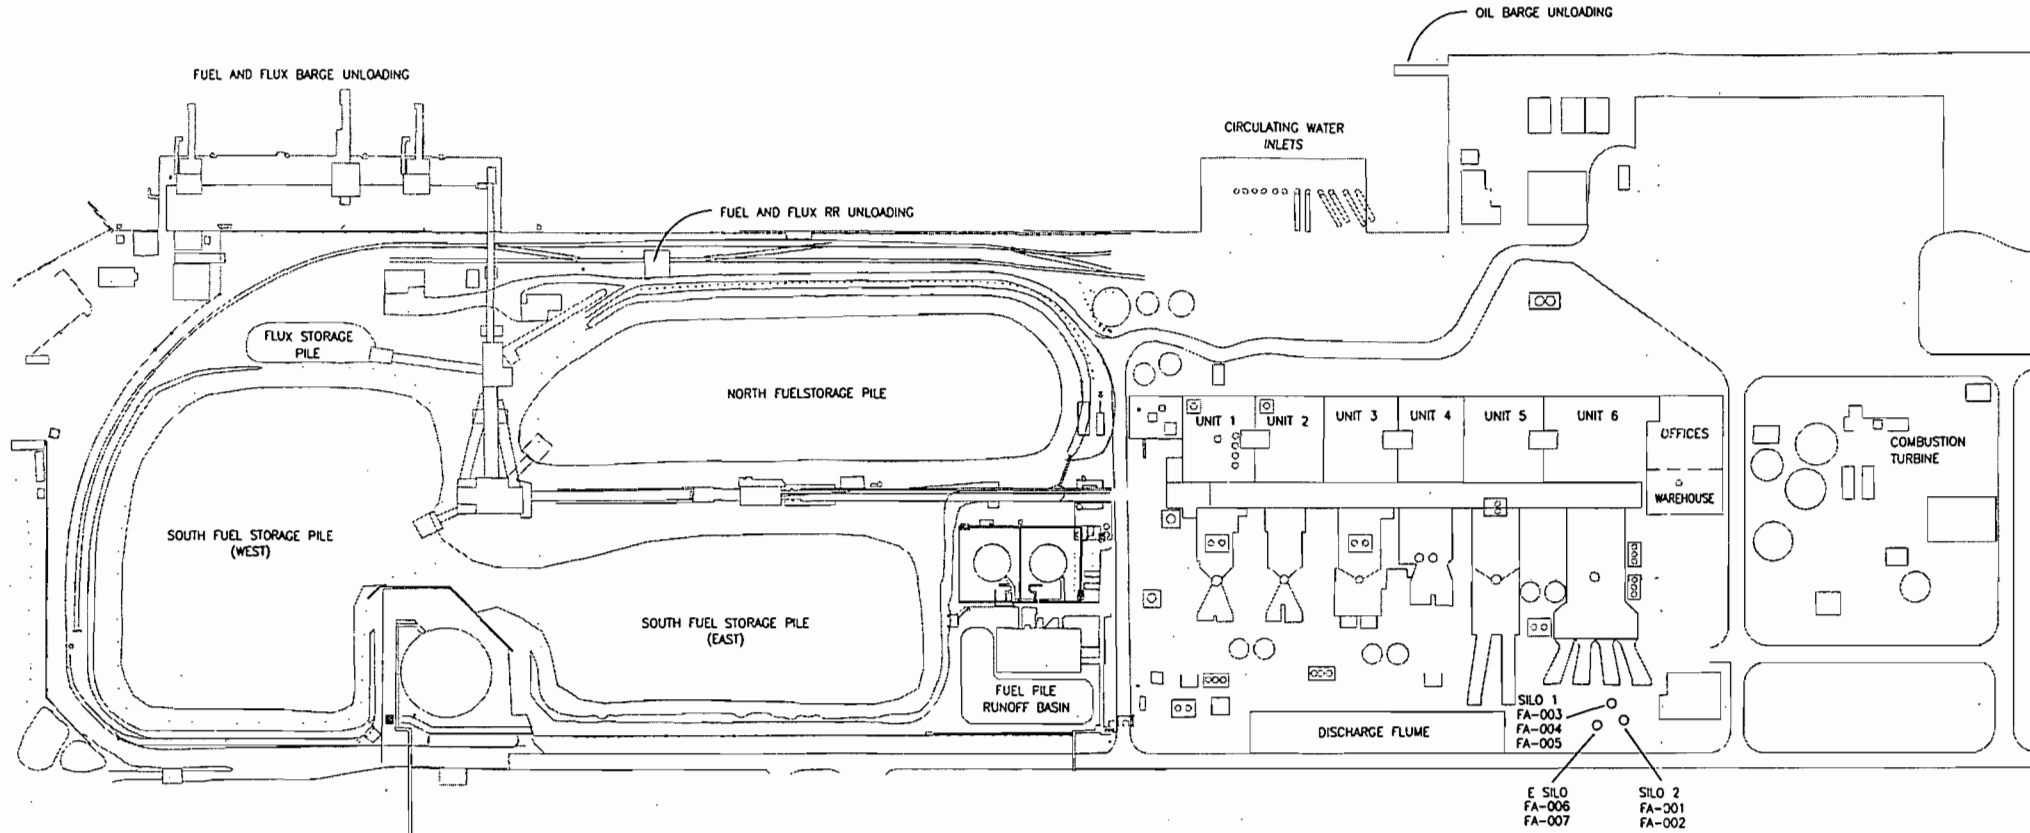 OIL BARGE UNLOADING
FUEL AND FLUX BARGE UNLOADING
CIRCULATING WATER
INLETS
FUEL AND FLUX RR UNLOADING
FLUX STORAGE
PILE
NORTH FUELSTORAGE PILE
UNIT 1
UNIT 2
UNIT 3
UNIT 4
UNIT 5
UNIT 6
OFFICES
COMBUSTION
TURBINE
WAREHOUSE
SOUTH FUEL STORAGE PILE
(WEST)
SOUTH FUEL STORAGE PILE
(EAST)
FUEL PILE
RUNOFF BASIN
DISCHARGE FLUME
SILO 1
FA-003
FA-004
FA-005
E SILO
FA-006
FA-007
SILO 2
FA-001
FA-002